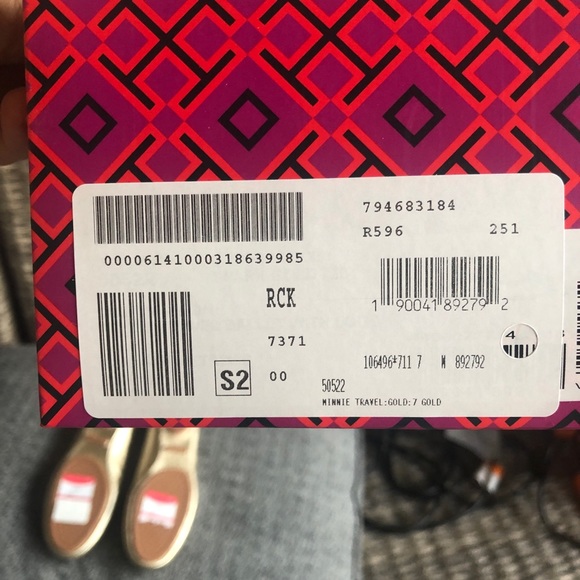 794683184
R596 251
00006141000318639985
1 90041 89279 2
RCK
7371
S2
00
4
106496*711 7 M 892792
50522
MINNIE TRAVEL:GOLD:7 GOLD